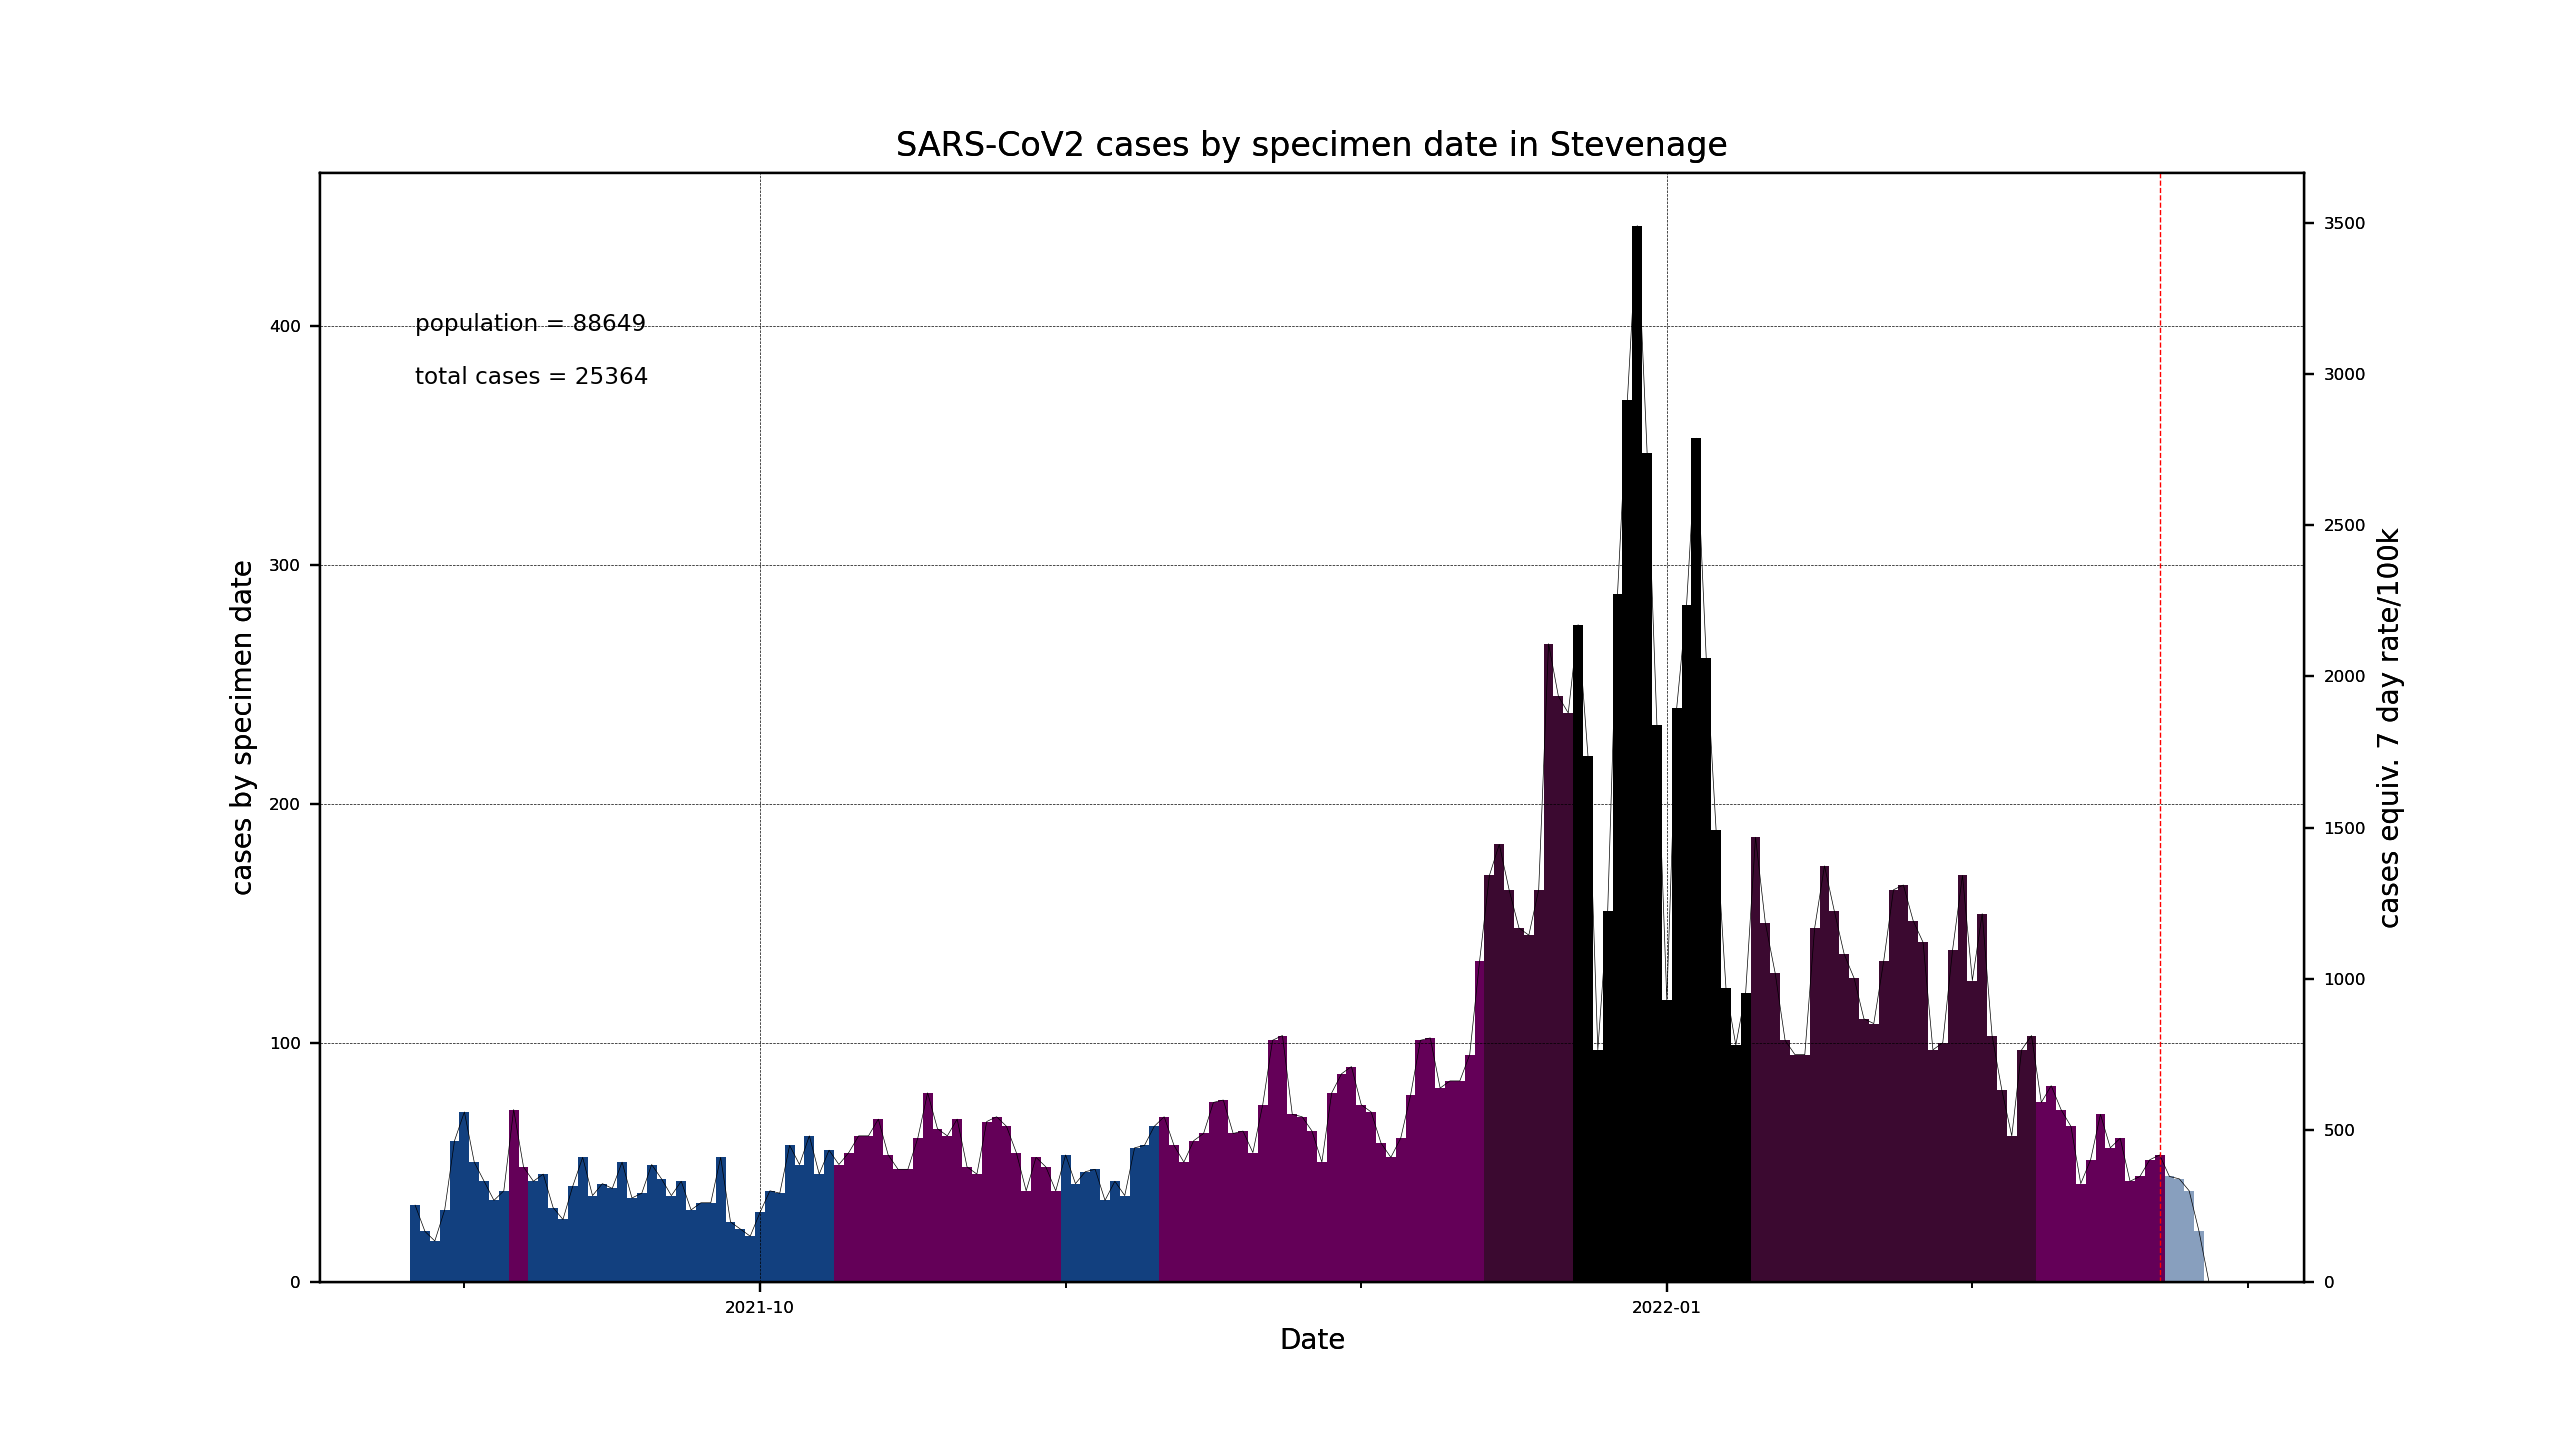 SARS-CoV2 cases by specimen date in Stevenage
population = 88649
total cases = 25364
cases by specimen date
400
300
200
100
0
3500
3000
2500
2000
1500
1000
500
0
cases equiv. 7 day rate/100k
2021-10
2022-01
Date